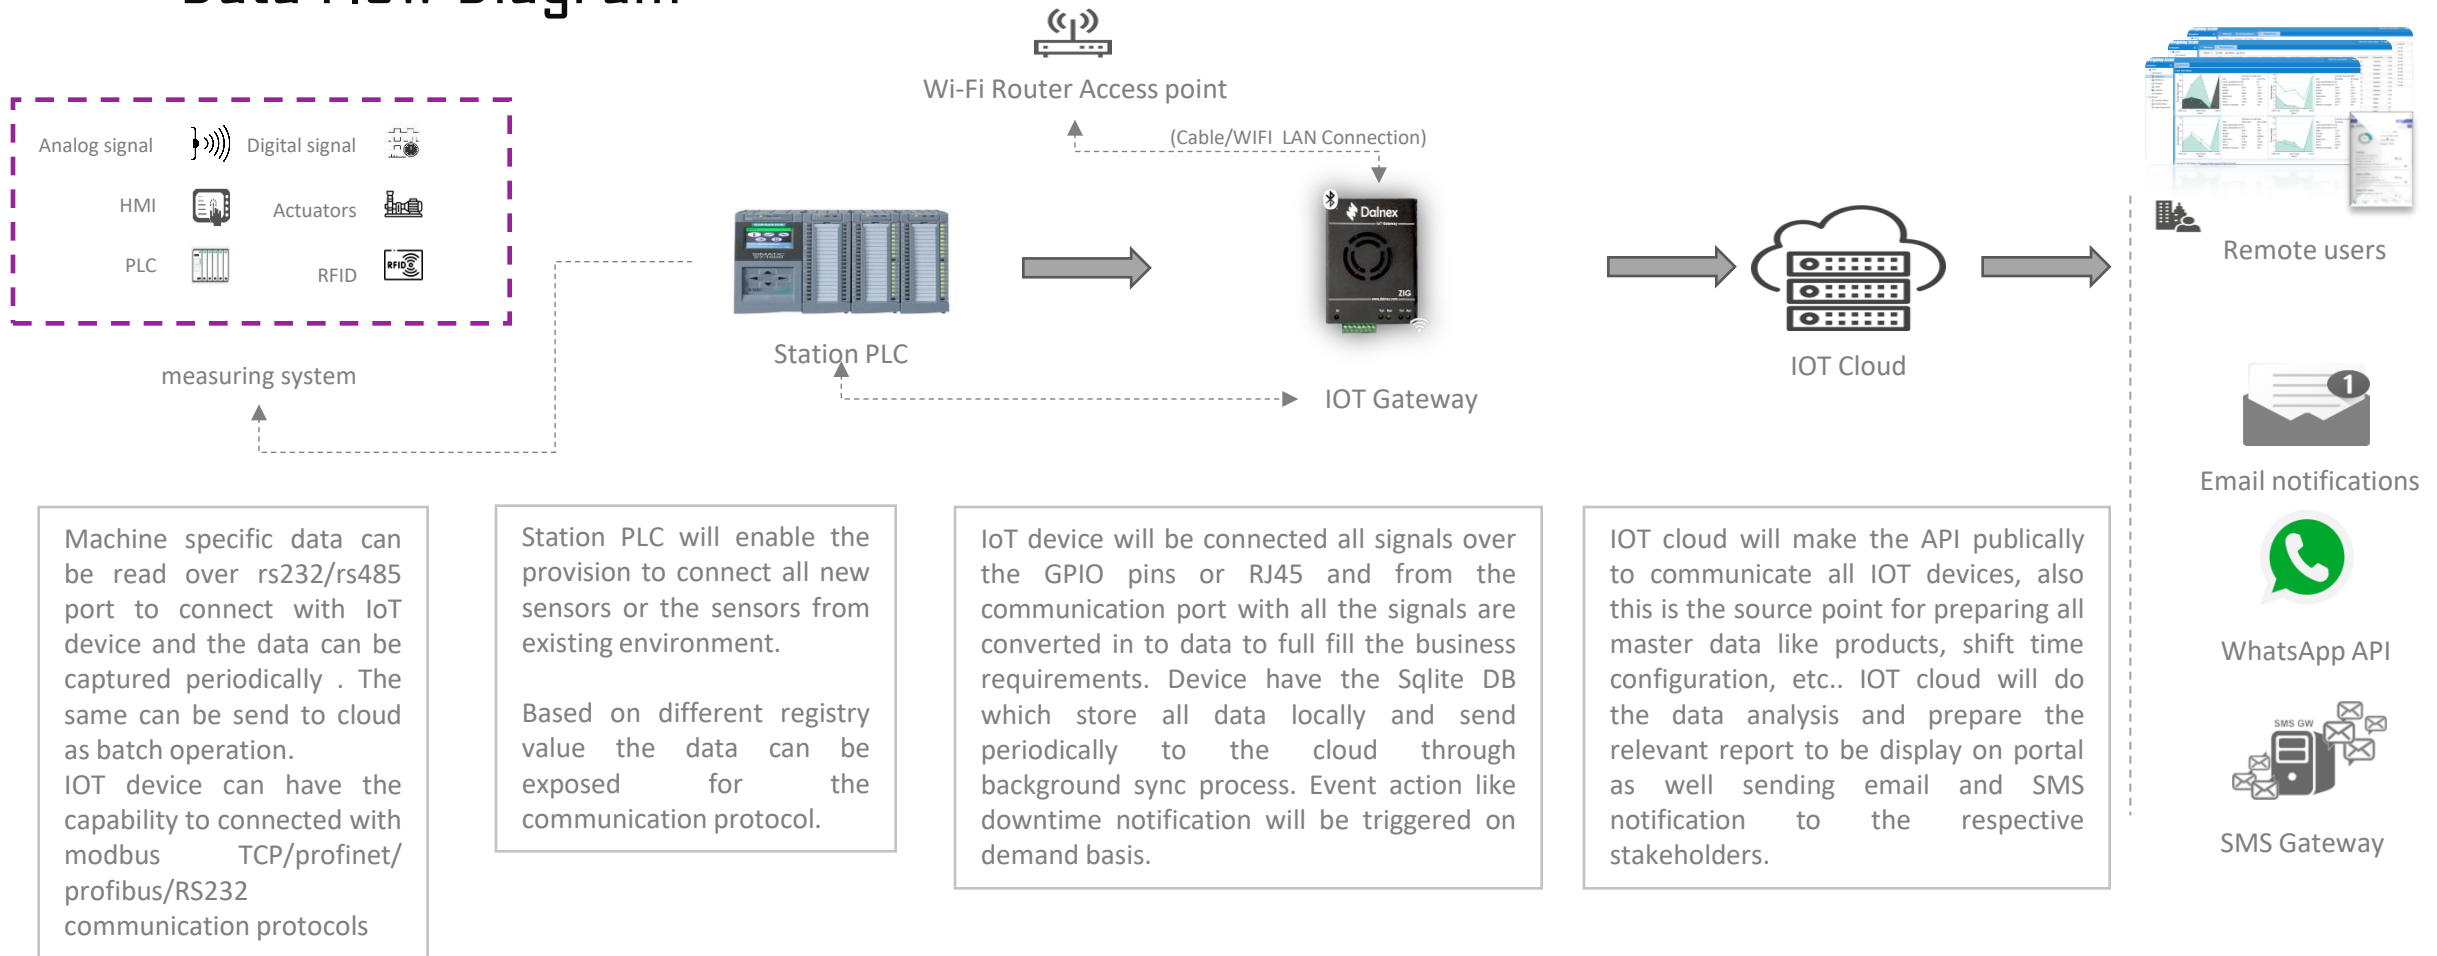 Data Flow Diagram
Wi-Fi Router Access point
(Cable/WIFI LAN Connection)
Analog signal
Digital signal
HMI
Actuators
PLC
RFID
RFID
measuring system
Station PLC
Dalnex
IoT Gateway
ZIG
www.dalnex.com
IOT Gateway
IOT Cloud
Remote users
1
Email notifications
WhatsApp API
SMS GW
SMS Gateway
Machine specific data can
be read over rs232/rs485
port to connect with IoT
device and the data can be
captured periodically . The
same can be send to cloud
as batch operation.
IOT device can have the
capability to connected with
modbus TCP/profinet/
profibus/RS232
communication protocols
Station PLC will enable the
provision to connect all new
sensors or the sensors from
existing environment.
Based on different registry
value the data can be
exposed for the
communication protocol.
IoT device will be connected all signals over
the GPIO pins or RJ45 and from the
communication port with all the signals are
converted in to data to full fill the business
requirements. Device have the Sqlite DB
which store all data locally and send
periodically to the cloud through
background sync process. Event action like
downtime notification will be triggered on
demand basis.
IOT cloud will make the API publically
to communicate all IOT devices, also
this is the source point for preparing all
master data like products, shift time
configuration, etc.. IOT cloud will do
the data analysis and prepare the
relevant report to be display on portal
as well sending email and SMS
notification to the respective
stakeholders.